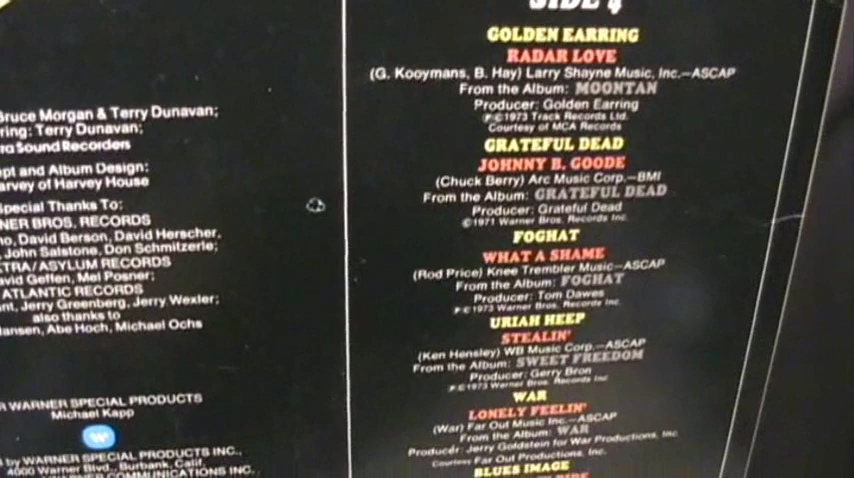 Bruce Morgan & Terry Dunavan;
ring: Terry Dunavan;
Sound Recorders
ept and Album Design:
arvey of Harvey House
Special Thanks To:
NER BROS. RECORDS
no, David Berson, David Herscher,
John Salstone, Don Schmitzerle;
TRA/ASYLUM RECORDS
avid Geffen, Mel Posner;
ATLANTIC RECORDS
nt, Jerry Greenberg, Jerry Wexler;
also thanks to
Hansen, Abe Hoch, Michael Ochs
R WARNER SPECIAL PRODUCTS
Michael Kapp
by WARNER SPECIAL PRODUCTS INC.,
4000 Warner Blvd., Burbank, Calif.
WARNER COMMUNICATIONS INC.
SIDE 4
GOLDEN EARRING
RADAR LOVE
(G. Kooymans, B. Hay) Larry Shayne Music, Inc.—ASCAP
From the Album: MOONTAN
Producer: Golden Earring
℗©1973 Track Records Ltd.
Courtesy of MCA Records
GRATEFUL DEAD
JOHNNY B. GOODE
(Chuck Berry) Arc Music Corp.—BMI
From the Album: GRATEFUL DEAD
Producer: Grateful Dead
©1971 Warner Bros. Records Inc.
FOGHAT
WHAT A SHAME
(Rod Price) Knee Trembler Music—ASCAP
From the Album: FOGHAT
Producer: Tom Dawes
℗©1973 Warner Bros. Records Inc.
URIAH HEEP
STEALIN'
(Ken Hensley) WB Music Corp.—ASCAP
From the Album: SWEET FREEDOM
Producer: Gerry Bron
℗©1973 Warner Bros. Records Inc
WAR
LONELY FEELIN'
(War) Far Out Music Inc.—ASCAP
From the Album: WAR
Producer: Jerry Goldstein for War Productions, Inc
Courtesy Far Out Productions, Inc.
BLUES IMAGE